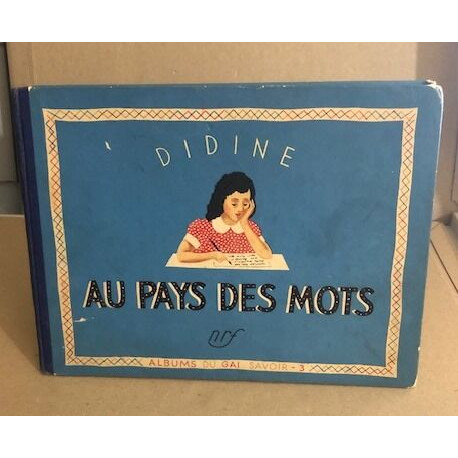 DIDINE
AU PAYS DES MOTS
nrf
ALBUMS DU GAI SAVOIR - 3